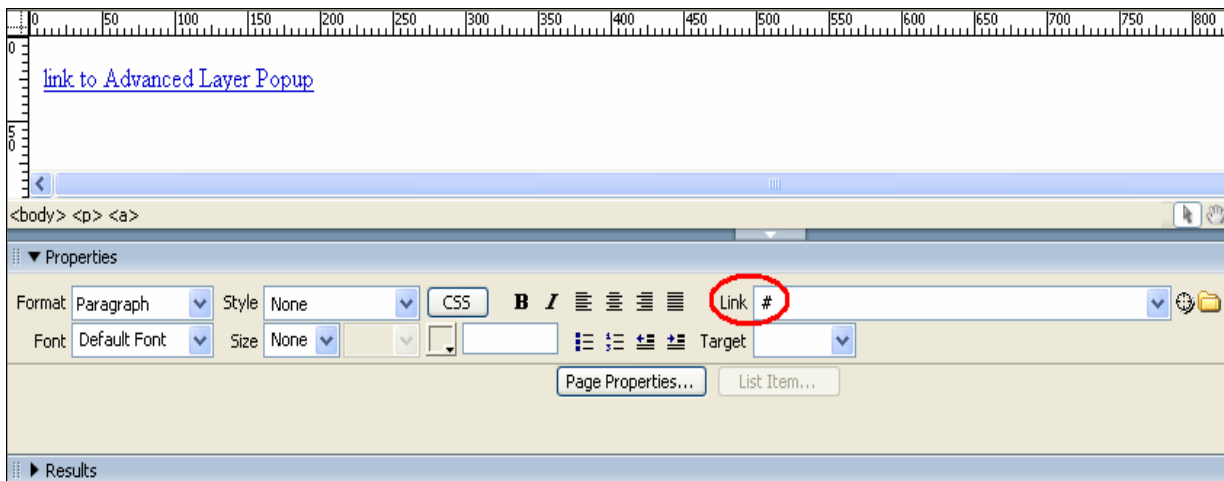 0 50 100 150 200 250 300 350 400 450 500 550 600 650 700 750 800
0
link to Advanced Layer Popup
50
<body> <p> <a>
Properties
Format Paragraph Style None CSS B I Link #
Font Default Font Size None Target
Page Properties... List Item...
Results